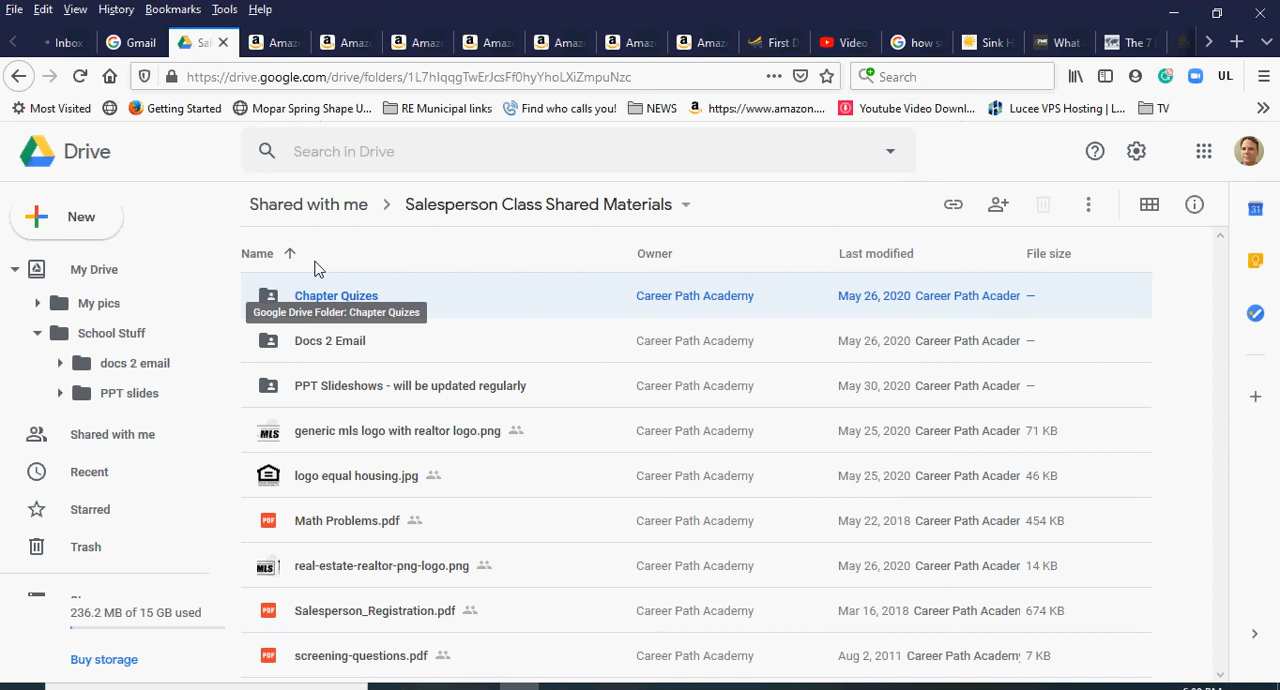 File Edit View History Bookmarks Tools Help
Inbox Gmail Sal Amaz Amaz Amaz Amaz Amaz Amaz Amaz First D Video how s Sink H What The 7
https://drive.google.com/drive/folders/1L7hIqggTwErJcsFf0hyYhoLXiZmpuNzc Search UL
Most Visited Getting Started Mopar Spring Shape U... RE Municipal links Find who calls you! NEWS https://www.amazon.... Youtube Video Downl... Lucee VPS Hosting | L... TV
Drive Search in Drive
New Shared with me Salesperson Class Shared Materials
Name Owner Last modified File size
My Drive
Chapter Quizes Career Path Academy May 26, 2020 Career Path Acader —
My pics
Google Drive Folder: Chapter Quizes
School Stuff
Docs 2 Email Career Path Academy May 26, 2020 Career Path Acader —
docs 2 email
PPT Slideshows - will be updated regularly Career Path Academy May 30, 2020 Career Path Acader —
PPT slides
generic mls logo with realtor logo.png Career Path Academy May 25, 2020 Career Path Acader 71 KB
Shared with me
Recent
logo equal housing.jpg Career Path Academy May 25, 2020 Career Path Acader 46 KB
Starred
Math Problems.pdf Career Path Academy May 22, 2018 Career Path Acader 454 KB
Trash
real-estate-realtor-png-logo.png Career Path Academy May 26, 2020 Career Path Acader 14 KB
236.2 MB of 15 GB used
Salesperson_Registration.pdf Career Path Academy Mar 16, 2018 Career Path Academ 674 KB
Buy storage
screening-questions.pdf Career Path Academy Aug 2, 2011 Career Path Academy 7 KB